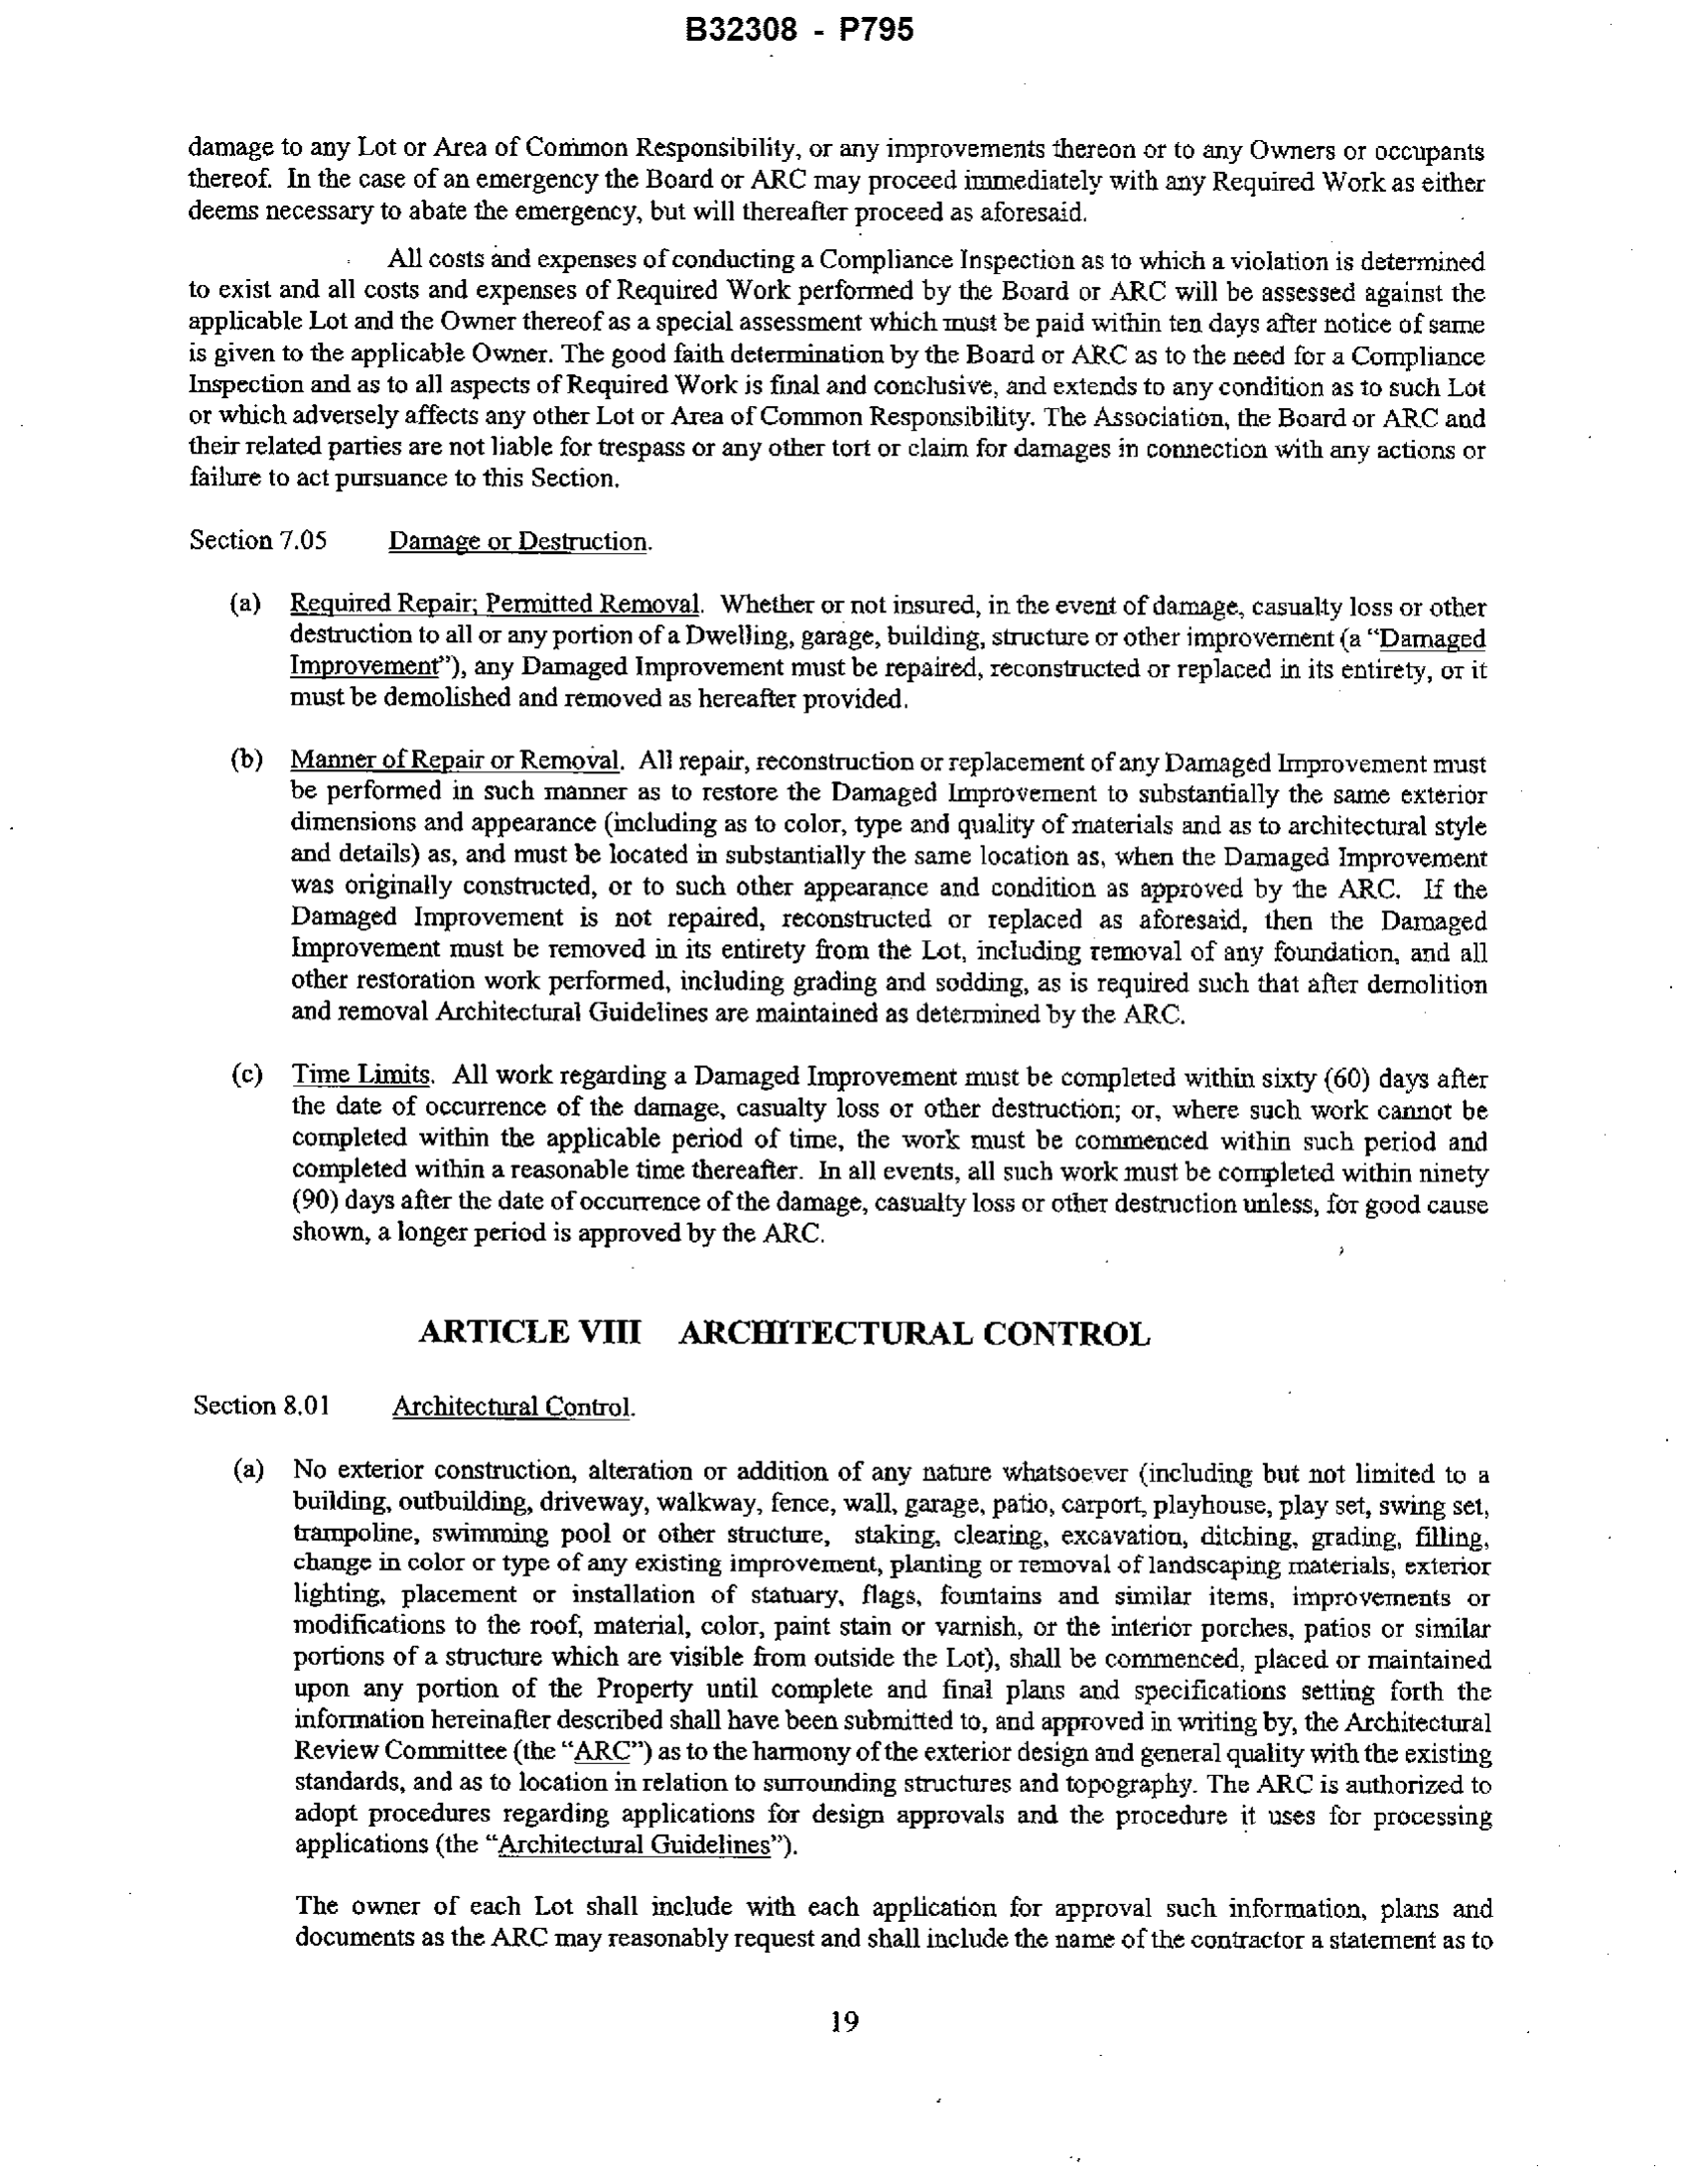 B32308 - P795
damage to any Lot or Area of Common Responsibility, or any improvements thereon or to any Owners or occupants
thereof. In the case of an emergency the Board or ARC may proceed immediately with any Required Work as either
deems necessary to abate the emergency, but will thereafter proceed as aforesaid.
All costs and expenses of conducting a Compliance Inspection as to which a violation is determined
to exist and all costs and expenses of Required Work performed by the Board or ARC will be assessed against the
applicable Lot and the Owner thereof as a special assessment which must be paid within ten days after notice of same
is given to the applicable Owner. The good faith determination by the Board or ARC as to the need for a Compliance
Inspection and as to all aspects of Required Work is final and conclusive, and extends to any condition as to such Lot
or which adversely affects any other Lot or Area of Common Responsibility. The Association, the Board or ARC and
their related parties are not liable for trespass or any other tort or claim for damages in connection with any actions or
failure to act pursuance to this Section.
Section 7.05 Damage or Destruction.
(a) Required Repair; Permitted Removal. Whether or not insured, in the event of damage, casualty loss or other
destruction to all or any portion of a Dwelling, garage, building, structure or other improvement (a “Damaged
Improvement”), any Damaged Improvement must be repaired, reconstructed or replaced in its entirety, or it
must be demolished and removed as hereafter provided.
(b) Manner of Repair or Removal. All repair, reconstruction or replacement of any Damaged Improvement must
be performed in such manner as to restore the Damaged Improvement to substantially the same exterior
dimensions and appearance (including as to color, type and quality of materials and as to architectural style
and details) as, and must be located in substantially the same location as, when the Damaged Improvement
was originally constructed, or to such other appearance and condition as approved by the ARC. If the
Damaged Improvement is not repaired, reconstructed or replaced as aforesaid, then the Damaged
Improvement must be removed in its entirety from the Lot, including removal of any foundation, and all
other restoration work performed, including grading and sodding, as is required such that after demolition
and removal Architectural Guidelines are maintained as determined by the ARC.
(c) Time Limits. All work regarding a Damaged Improvement must be completed within sixty (60) days after
the date of occurrence of the damage, casualty loss or other destruction; or, where such work cannot be
completed within the applicable period of time, the work must be commenced within such period and
completed within a reasonable time thereafter. In all events, all such work must be completed within ninety
(90) days after the date of occurrence of the damage, casualty loss or other destruction unless, for good cause
shown, a longer period is approved by the ARC.
ARTICLE VIII ARCHITECTURAL CONTROL
Section 8.01 Architectural Control.
(a) No exterior construction, alteration or addition of any nature whatsoever (including but not limited to a
building, outbuilding, driveway, walkway, fence, wall, garage, patio, carport, playhouse, play set, swing set,
trampoline, swimming pool or other structure, staking, clearing, excavation, ditching, grading, filling,
change in color or type of any existing improvement, planting or removal of landscaping materials, exterior
lighting, placement or installation of statuary, flags, fountains and similar items, improvements or
modifications to the roof, material, color, paint stain or varnish, or the interior porches, patios or similar
portions of a structure which are visible from outside the Lot), shall be commenced, placed or maintained
upon any portion of the Property until complete and final plans and specifications setting forth the
information hereinafter described shall have been submitted to, and approved in writing by, the Architectural
Review Committee (the “ARC”) as to the harmony of the exterior design and general quality with the existing
standards, and as to location in relation to surrounding structures and topography. The ARC is authorized to
adopt procedures regarding applications for design approvals and the procedure it uses for processing
applications (the “Architectural Guidelines”).
The owner of each Lot shall include with each application for approval such information, plans and
documents as the ARC may reasonably request and shall include the name of the contractor a statement as to
19